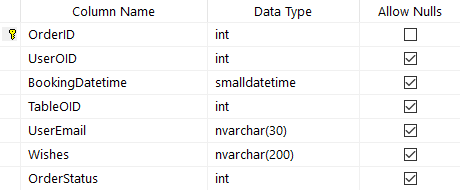 Column Name Data Type Allow Nulls
OrderID int
UserOID int
BookingDatetime smalldatetime
TableOID int
UserEmail nvarchar(30)
Wishes nvarchar(200)
OrderStatus int